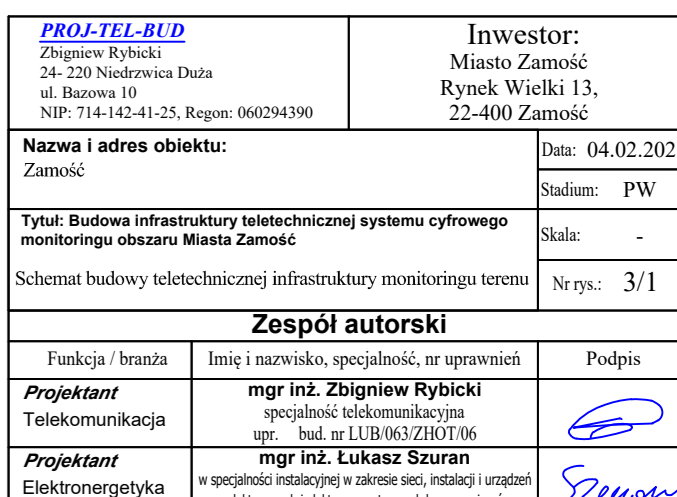 PROJ-TEL-BUD
Zbigniew Rybicki
24- 220 Niedrzwica Duża
ul. Bazowa 10
NIP: 714-142-41-25, Regon: 060294390
Inwestor:
Miasto Zamość
Rynek Wielki 13,
22-400 Zamość
Nazwa i adres obiektu:
Zamość
Data: 04.02.202
Stadium: PW
Tytuł: Budowa infrastruktury teletechnicznej systemu cyfrowego
monitoringu obszaru Miasta Zamość
Schemat budowy teletechnicznej infrastruktury monitoringu terenu
Skala: -
Nr rys.: 3/1
Zespół autorski
Funkcja / branża
Imię i nazwisko, specjalność, nr uprawnień
Podpis
Projektant
Telekomunikacja
mgr inż. Zbigniew Rybicki
specjalność telekomunikacyjna
upr. bud. nr LUB/063/ZHOT/06
Projektant
Elektronergetyka
mgr inż. Łukasz Szuran
w specjalności instalacyjnej w zakresie sieci, instalacji i urządzeń